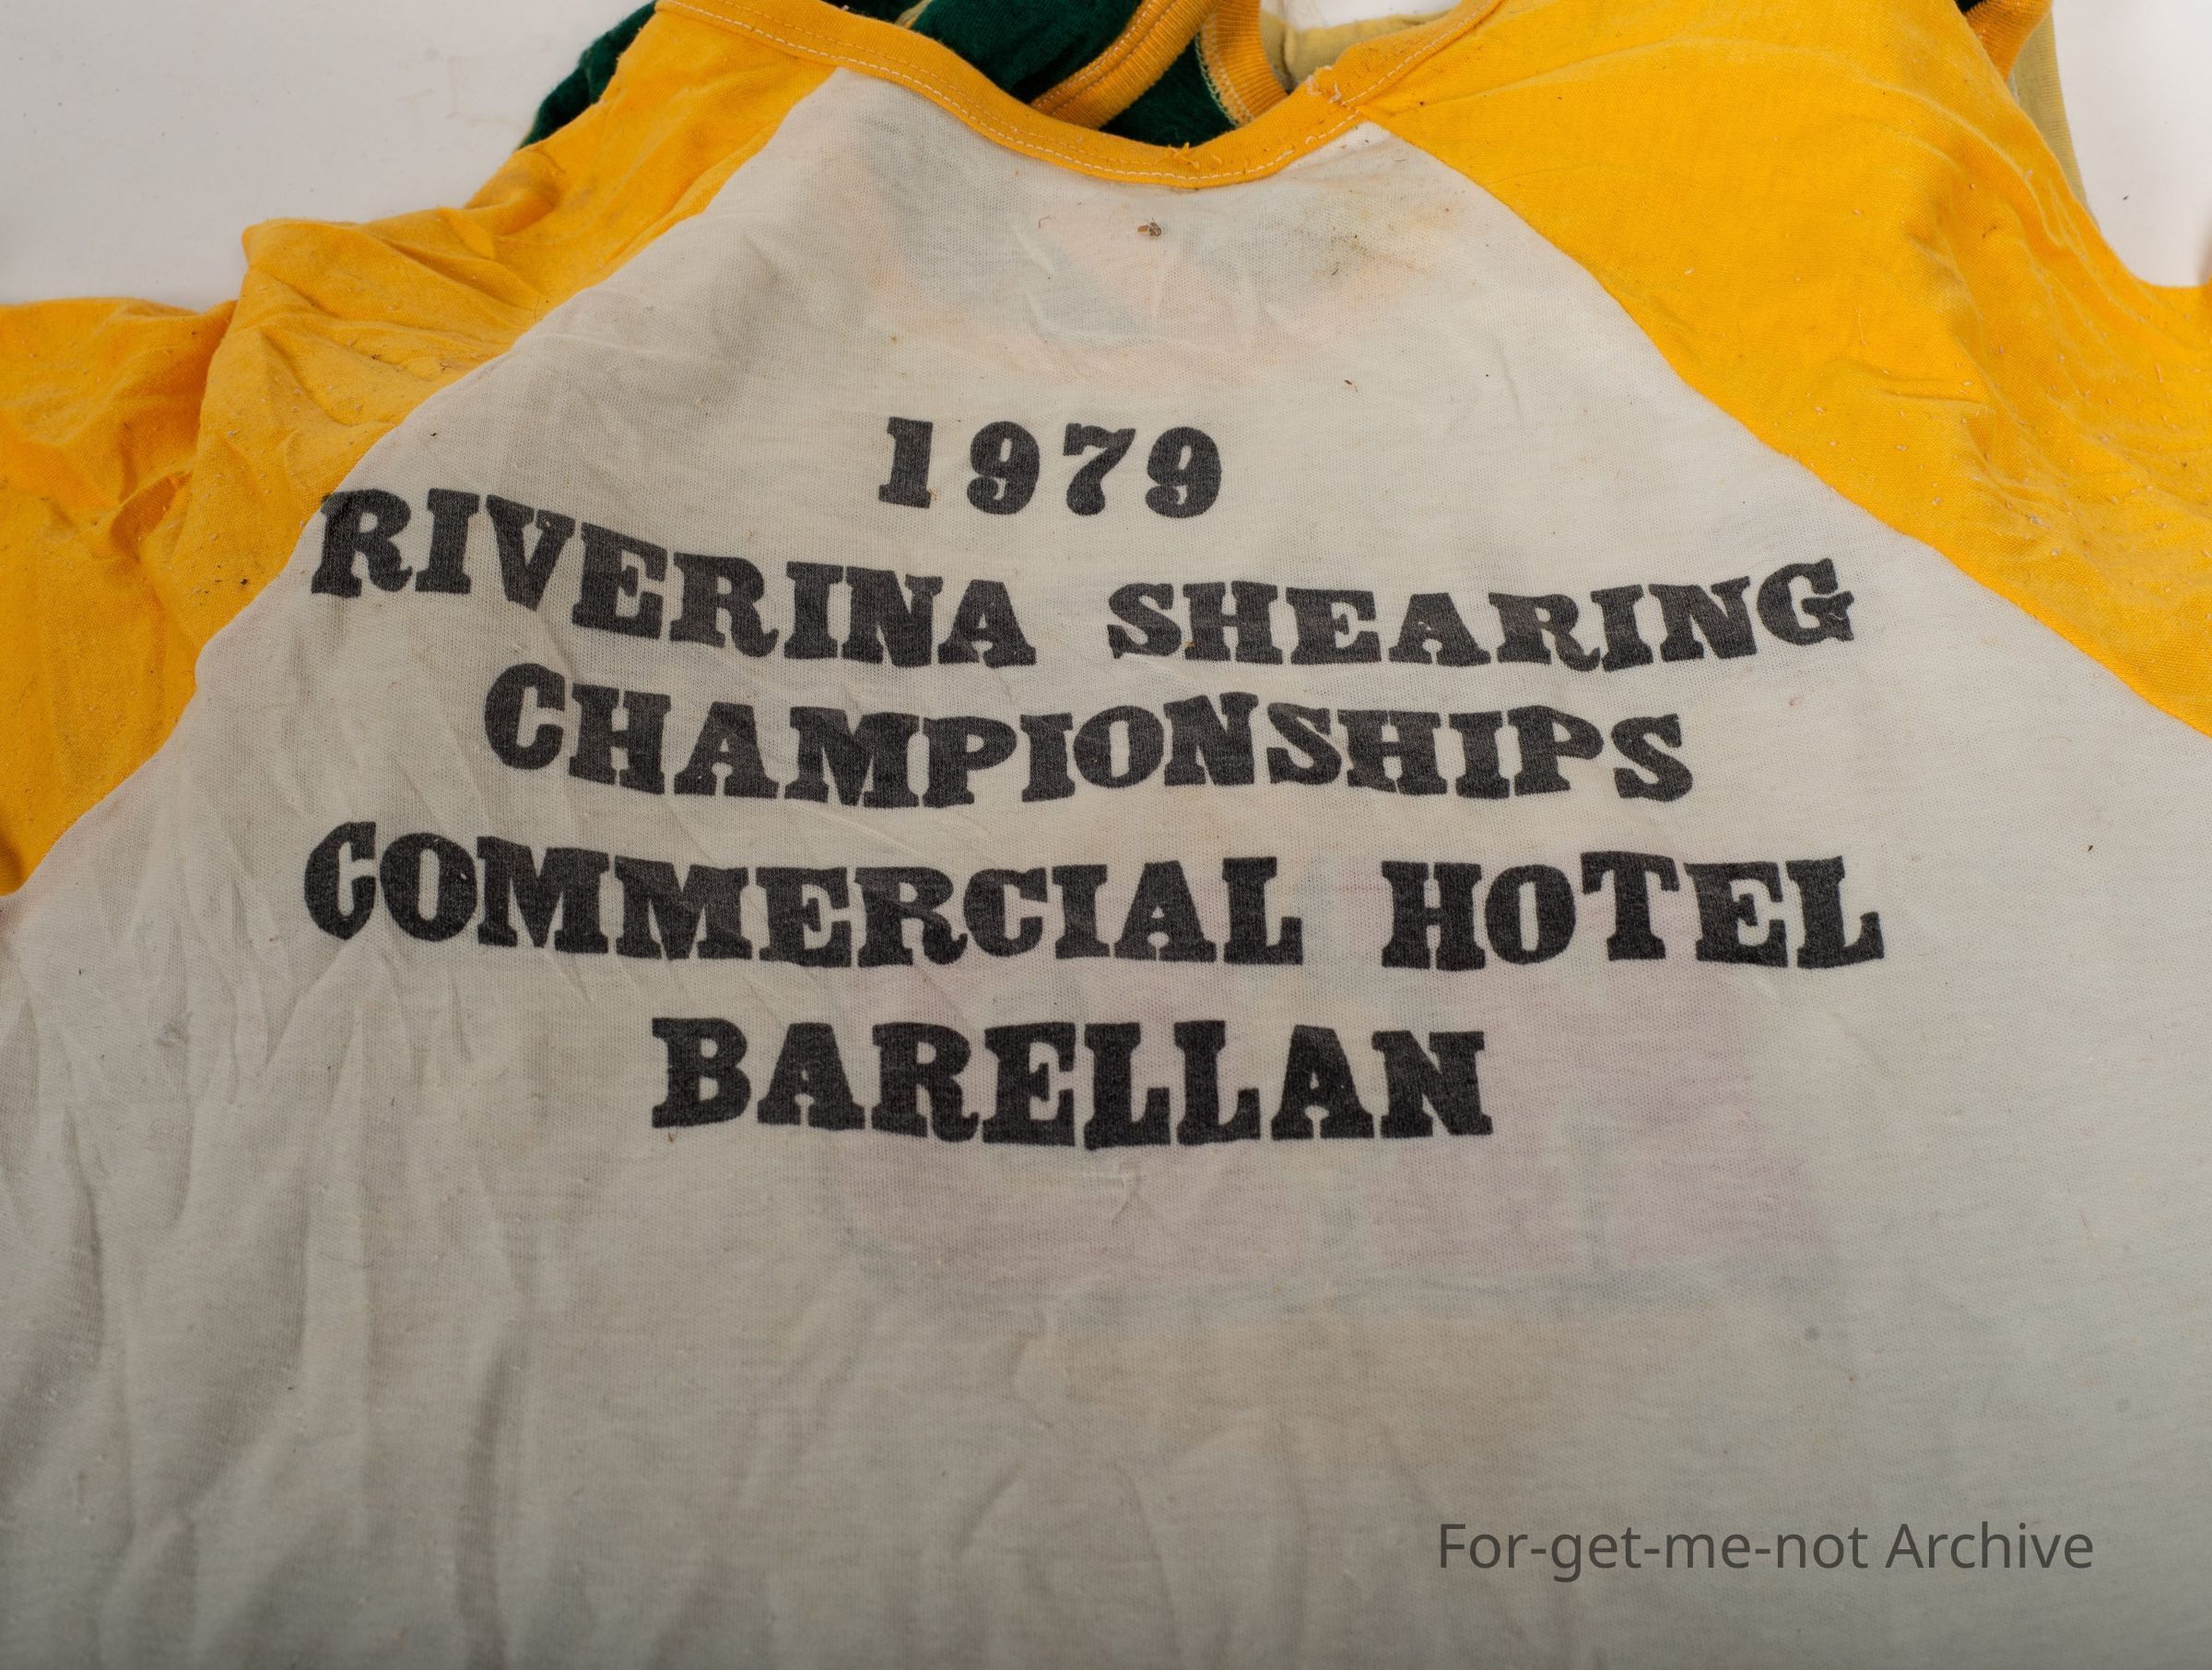 1979
RIVERINA SHEARING
CHAMPIONSHIPS
COMMERCIAL HOTEL
BARELLAN
For-get-me-not Archive